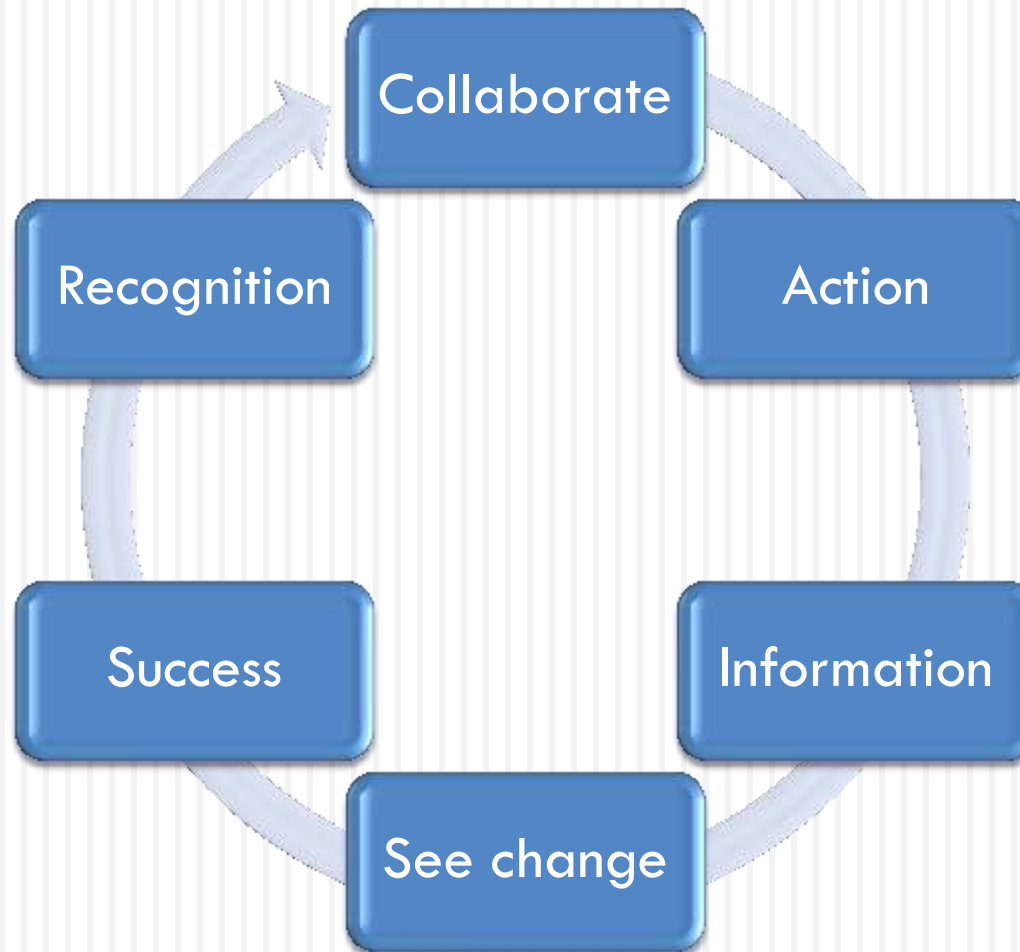 Collaborate
Action
Information
See change
Success
Recognition